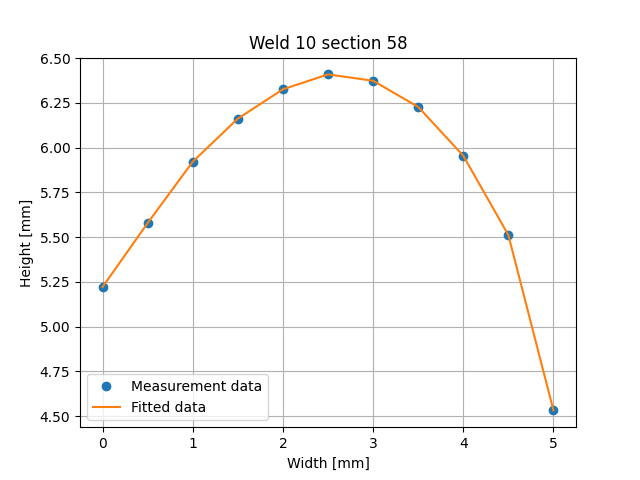 Weld 10 section 58
6.50
6.25
6.00
5.75
5.50
5.25
5.00
4.75
4.50
Height [mm]
Measurement data
Fitted data
0 1 2 3 4 5
Width [mm]